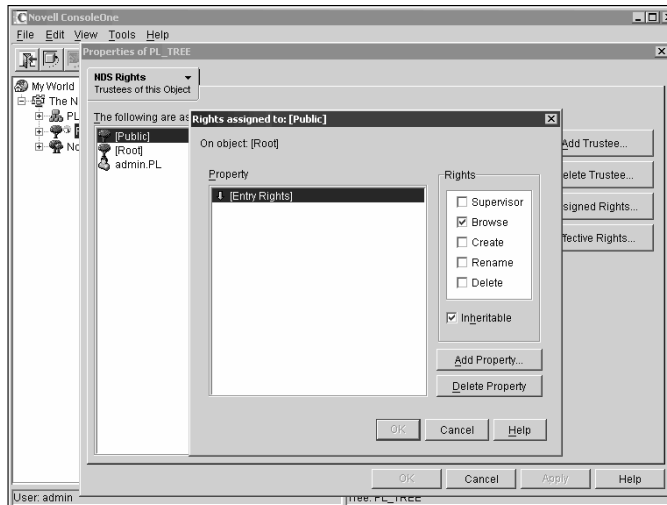 Novell ConsoleOne
File Edit View Tools Help
Properties of PL_TREE
NDS Rights
Trustees of this Object
My World
The N
PL
No
The following are as
[Public]
[Root]
admin.PL
Add Trustee...
elete Trustee...
signed Rights...
fective Rights...
Rights assigned to: [Public]
On object: [Root]
Property
[Entry Rights]
Rights
Supervisor
Browse
Create
Rename
Delete
Inheritable
Add Property...
Delete Property
OK Cancel Help
OK Cancel Apply Help
User: admin
Tree: PL_TREE